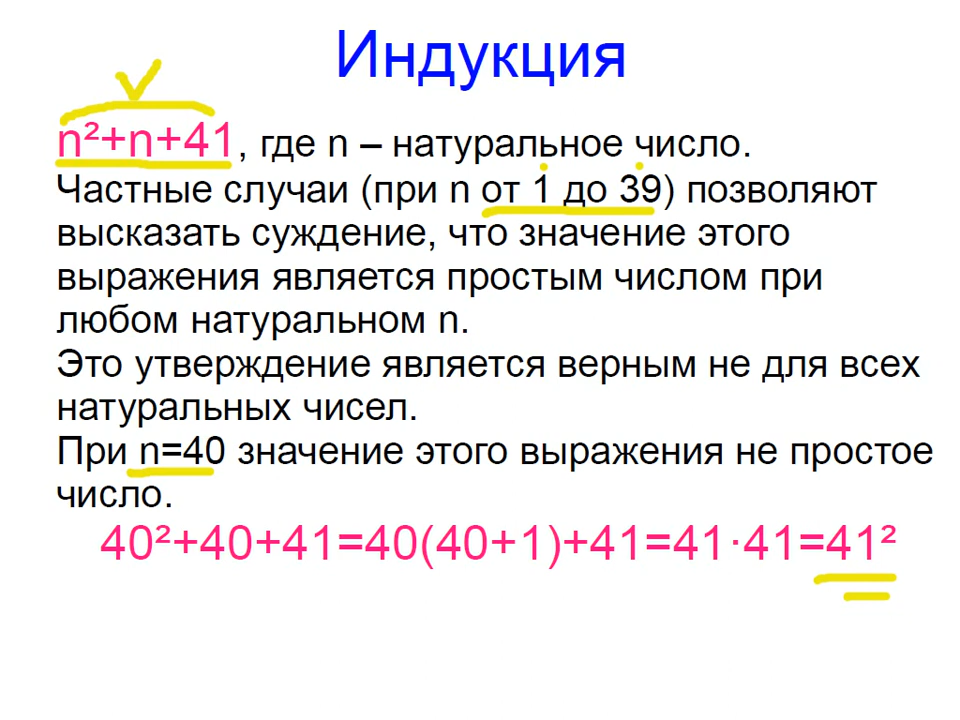 Индукция
n²+n+41, где n – натуральное число.
Частные случаи (при n от 1 до 39) позволяют
высказать суждение, что значение этого
выражения является простым числом при
любом натуральном n.
Это утверждение является верным не для всех
натуральных чисел.
При n=40 значение этого выражения не простое
число.
40²+40+41=40(40+1)+41=41·41=41²